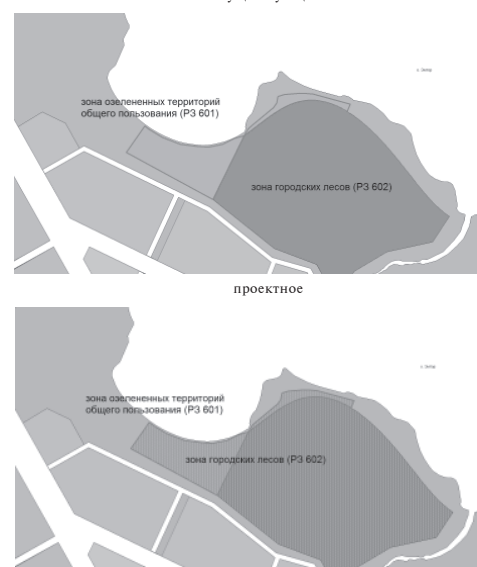 зона озелененных территорий
общего пользования (РЗ 601)
зона городских лесов (РЗ 602)
проектное
зона озелененных территорий
общего пользования (РЗ 601)
зона городских лесов (РЗ 602)